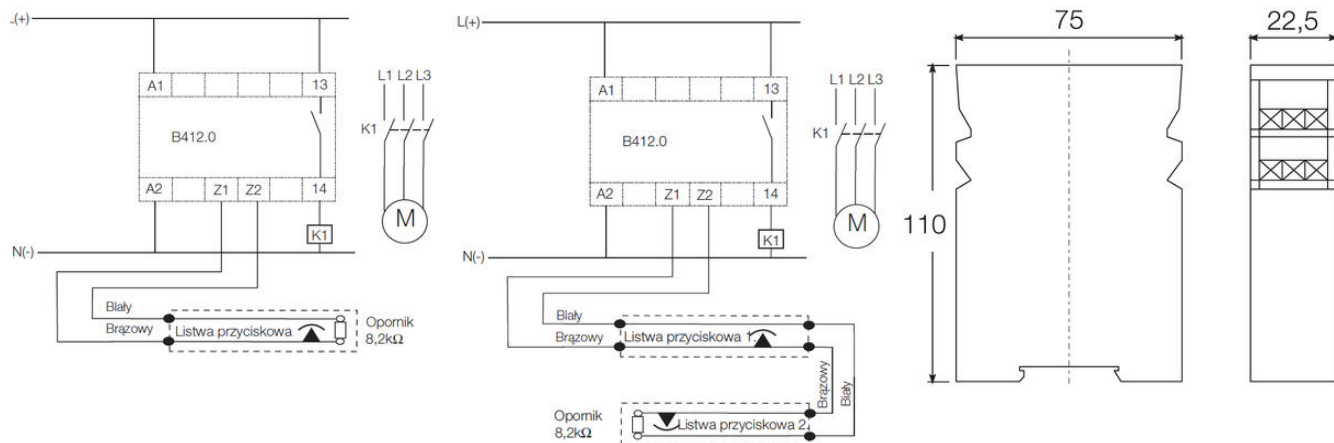 L(+)
A1
13
B412.0
A2
Z1
Z2
14
L1 L2 L3
K1
M
K1
N(-)
Biały
Brązowy
Listwa przyciskowa
Opornik
8,2kΩ
L(+)
A1
13
B412.0
A2
Z1
Z2
14
L1 L2 L3
K1
M
K1
N(-)
Biały
Brązowy
Listwa przyciskowa 1.
Brązowy
Biały
Opornik
8,2kΩ
Listwa przyciskowa 2.
75
22,5
110